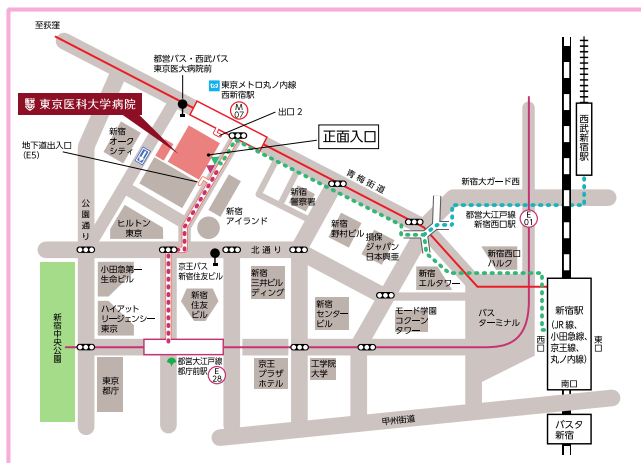 至荻窪
都営バス・西武バス
東京医大病院前
東京メトロ丸ノ内線
西新宿駅
M
07
出口 2
東京医科大学病院
正面入口
新宿
オーク
シティ
地下道出入口
(E5)
公園通り
ヒルトン
東京
新宿
アイランド
新宿
警察署
青梅街道
新宿大ガード西
西武新宿駅
都営大江戸線
新宿西口駅
E
01
新宿
野村ビル
損保
ジャパン
日本興亜
新宿西口
ハルク
新宿
エルタワー
北通り
京王バス
新宿住友ビル
小田急第一
生命ビル
ハイアット
リージェンシー
東京
新宿
住友
ビル
新宿
三井ビル
ディング
新宿
センター
ビル
モード学園
コクーン
タワー
バス
ターミナル
新宿駅
(JR線、
小田急線、
京王線、
丸ノ内線)
西口
東口
南口
バスタ
新宿
新宿中央公園
東京
都庁
都営大江戸線
都庁前駅
E
28
京王
プラザ
ホテル
工学院
大学
甲州街道